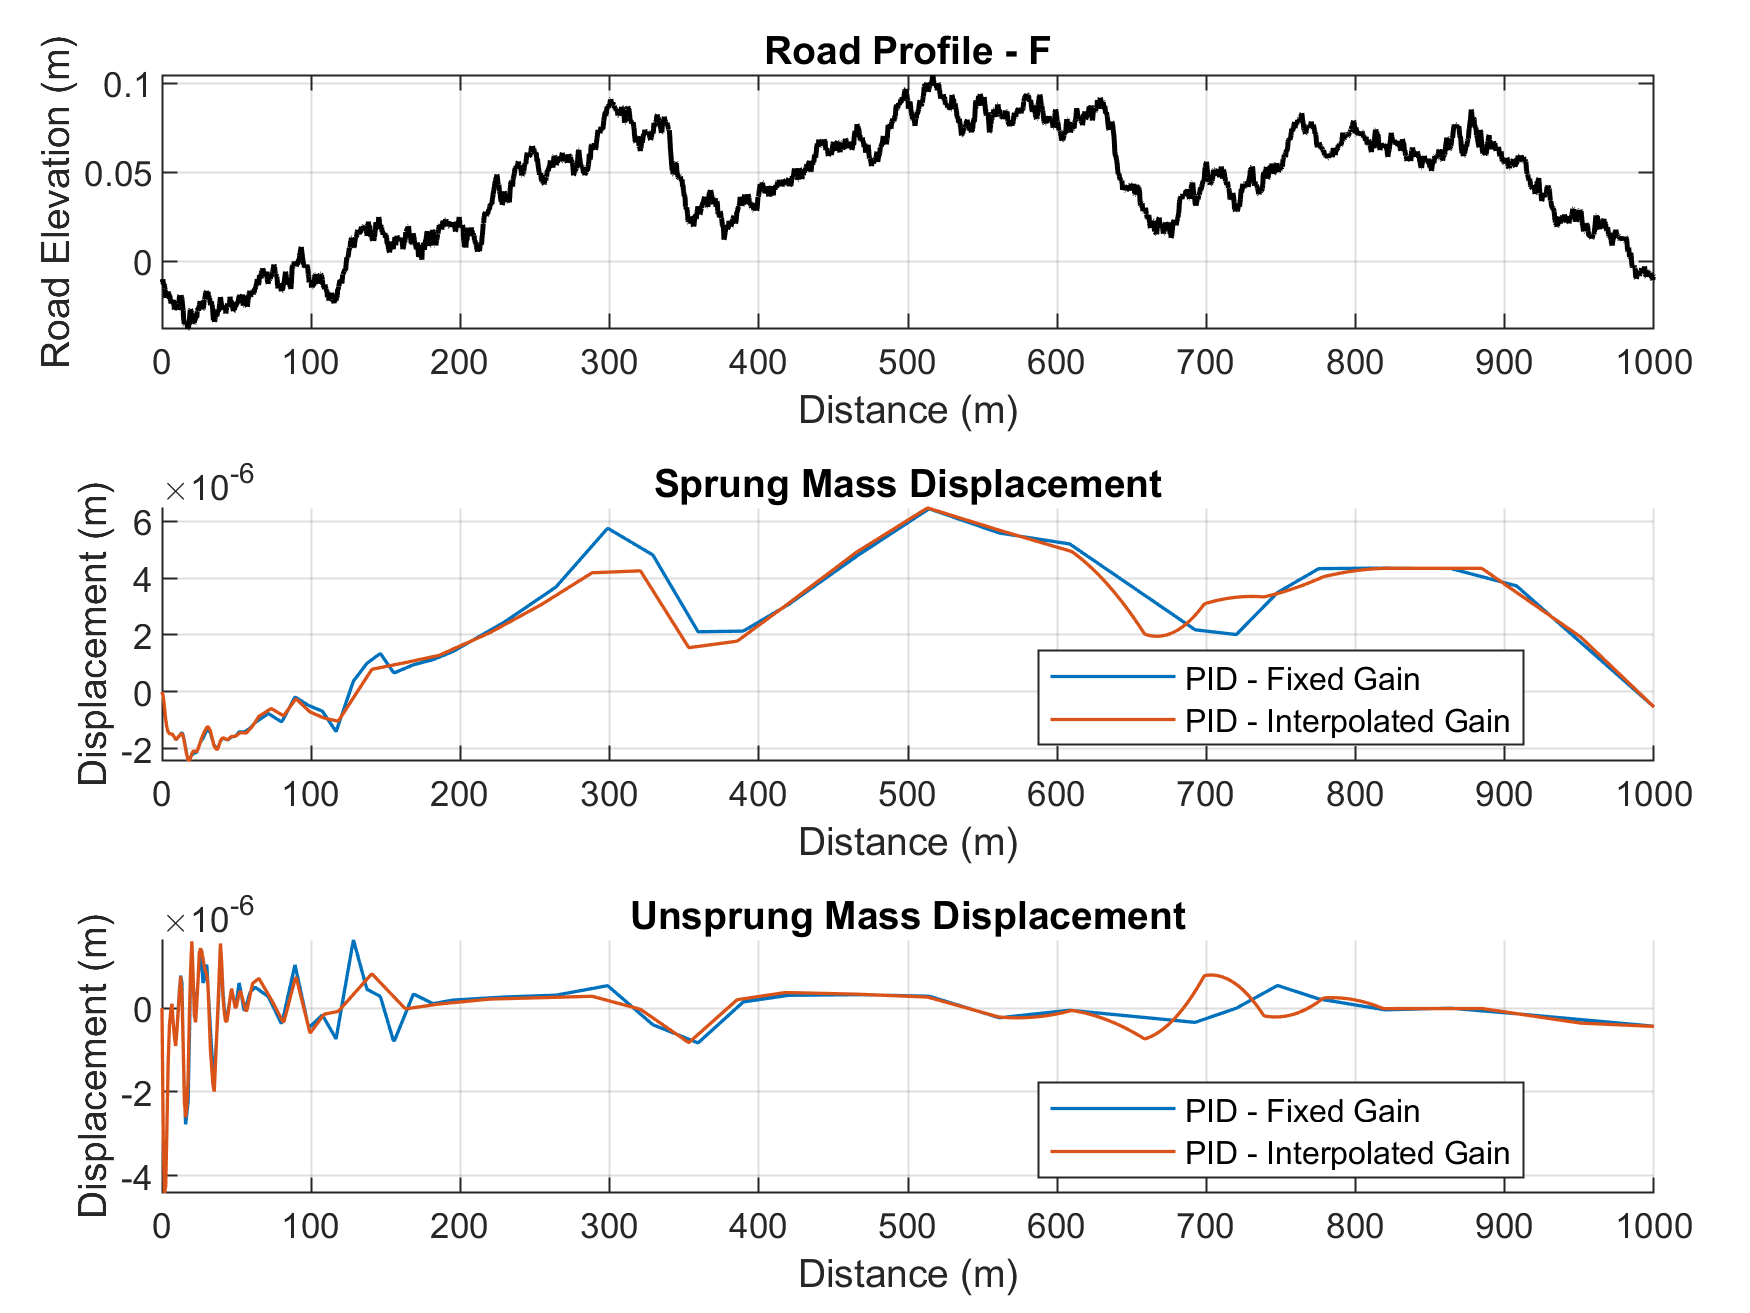 Road Profile - F
Road Elevation (m)
0.1
0.05
0
0 100 200 300 400 500 600 700 800 900 1000
Distance (m)
Sprung Mass Displacement
×10-6
Displacement (m)
6
4
2
0
-2
PID - Fixed Gain
PID - Interpolated Gain
0 100 200 300 400 500 600 700 800 900 1000
Distance (m)
Unsprung Mass Displacement
×10-6
Displacement (m)
0
-2
-4
PID - Fixed Gain
PID - Interpolated Gain
0 100 200 300 400 500 600 700 800 900 1000
Distance (m)